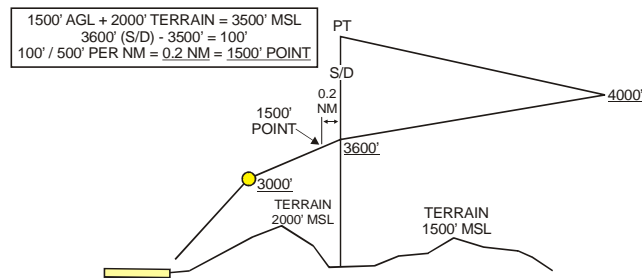 1500' AGL + 2000' TERRAIN = 3500' MSL
3600' (S/D) - 3500' = 100'
100' / 500' PER NM = 0.2 NM = 1500' POINT
PT
S/D
0.2
NM
4000'
1500'
POINT
3600'
3000'
TERRAIN
2000' MSL
TERRAIN
1500' MSL